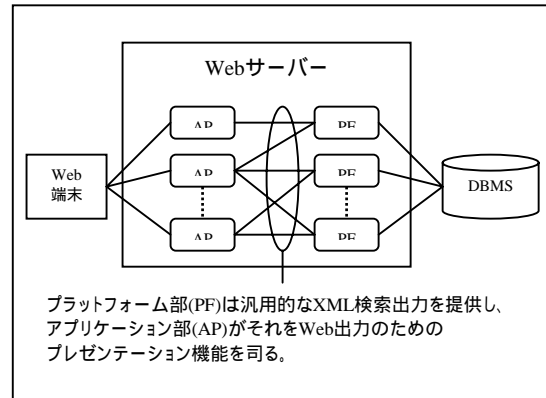 Webサーバー
AP
PF
Web
端末
AP
PF
DBMS
AP
PF
プラットフォーム部(PF)は汎用的なXML検索出力を提供し、
アプリケーション部(AP)がそれをWeb出力のための
プレゼンテーション機能を司る。